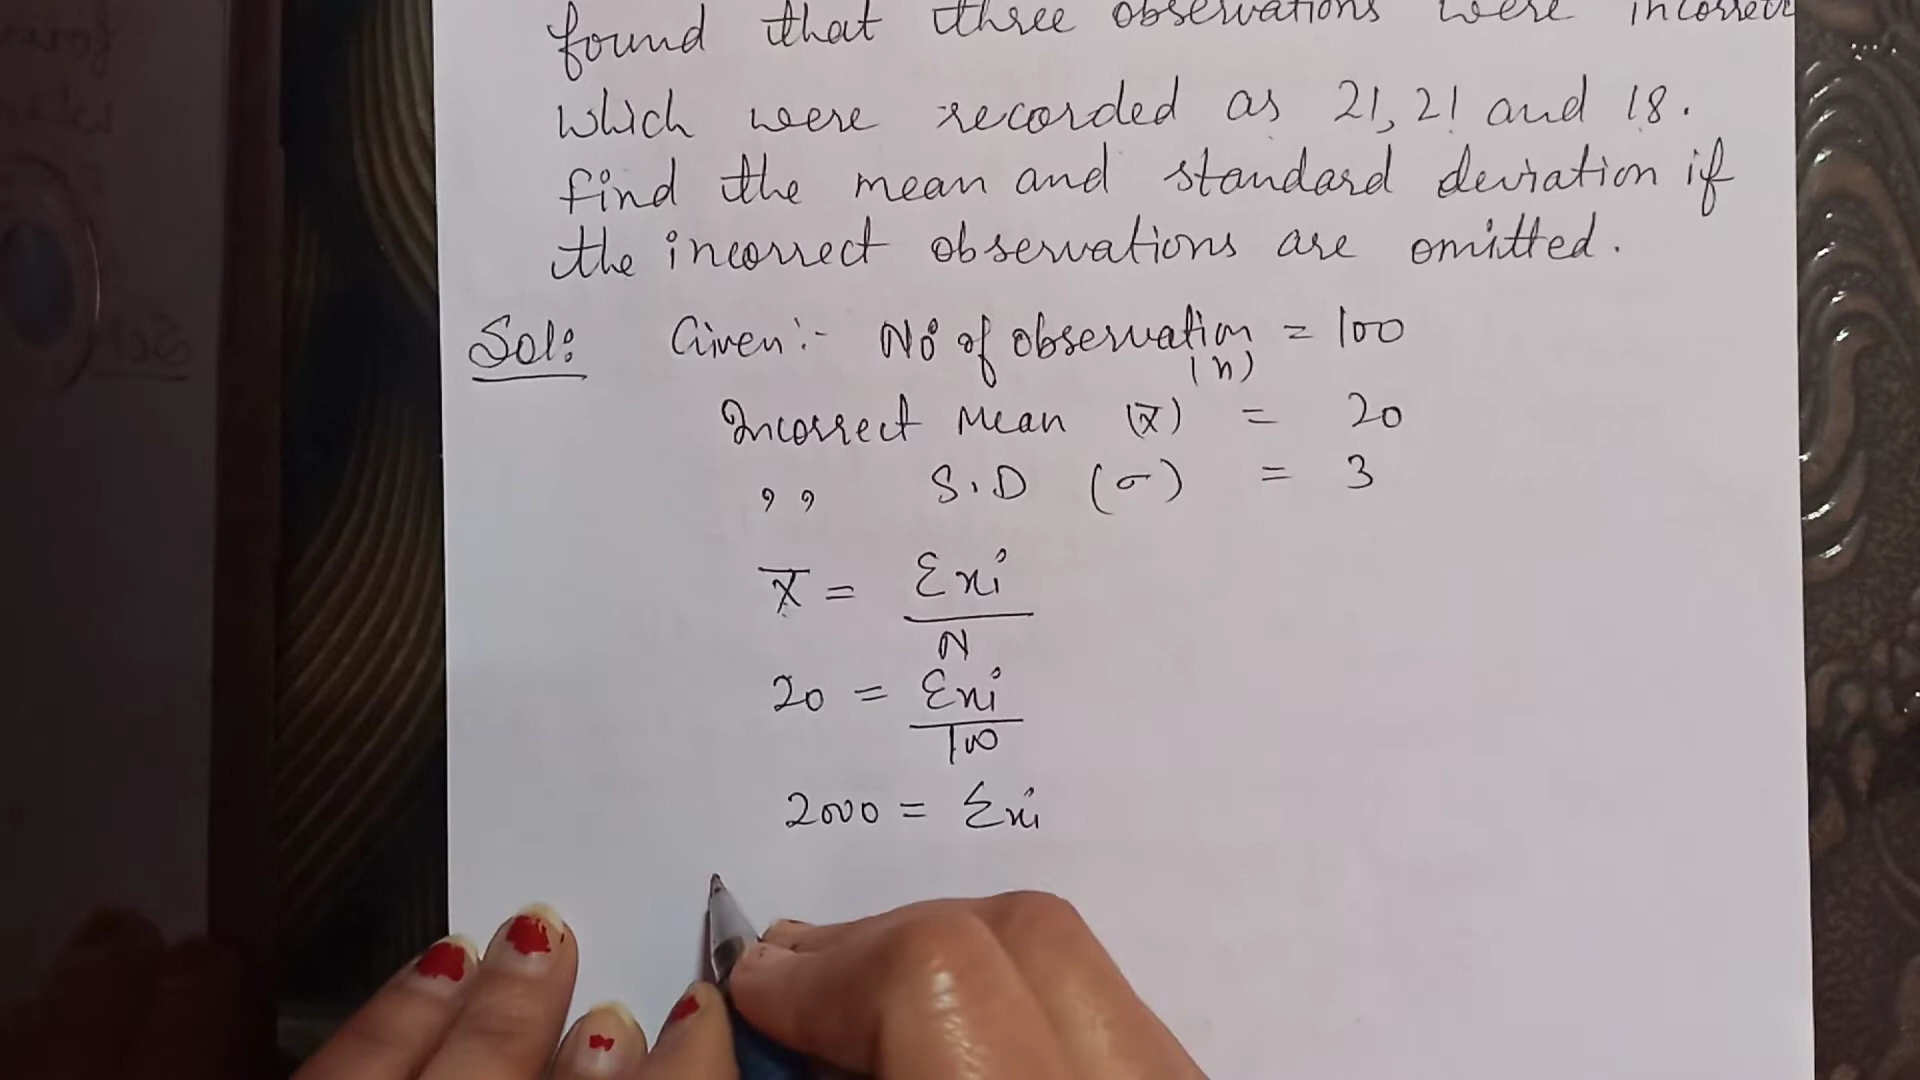 found that three observations were incorrect
which were recorded as 21, 21 and 18.
find the mean and standard deviation if
the incorrect observations are omitted.
Sol: Given:- No of observation = 100
(n)
Incorrect Mean (x̄) = 20
,, S.D (σ) = 3
x̄ = Σxi
N
20 = Σxi
100
2000 = Σxi